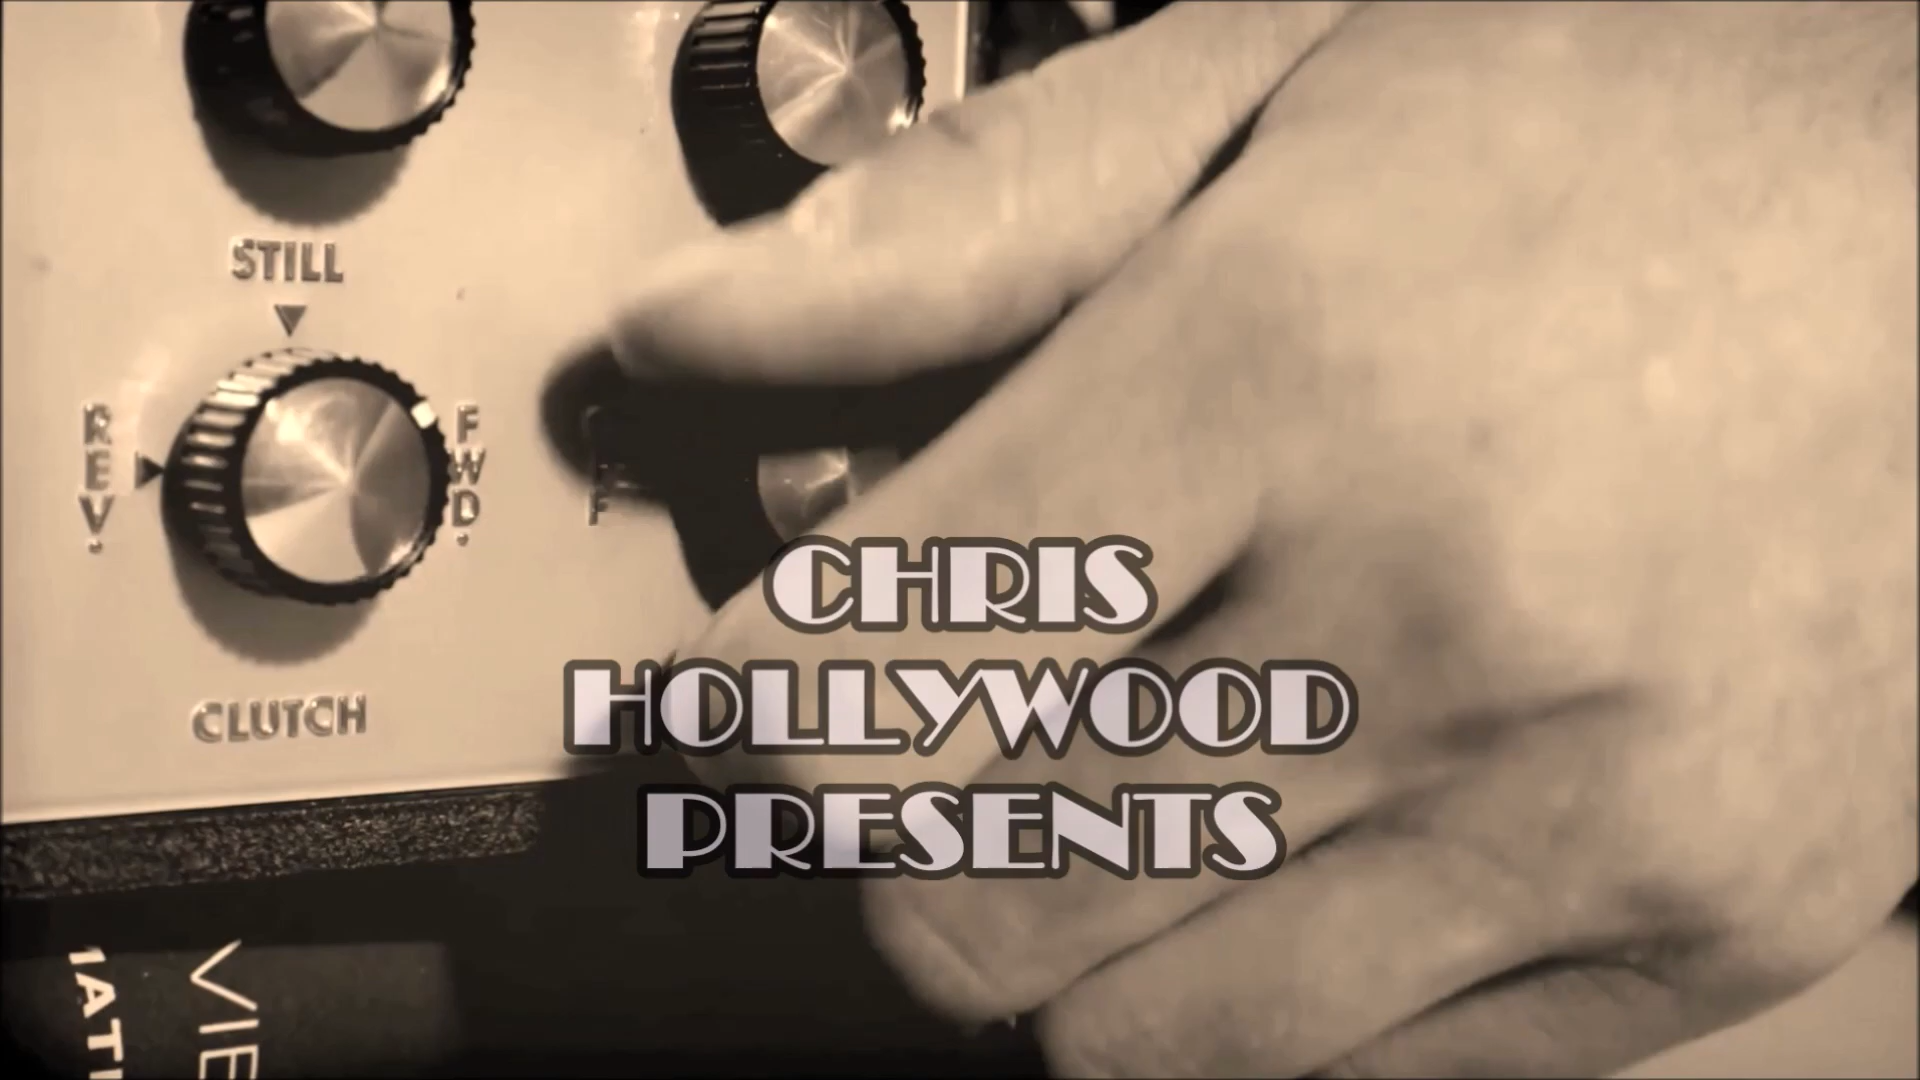 STILL
REV.
FWD.
CLUTCH
CHRIS
HOLLYWOOD
PRESENTS